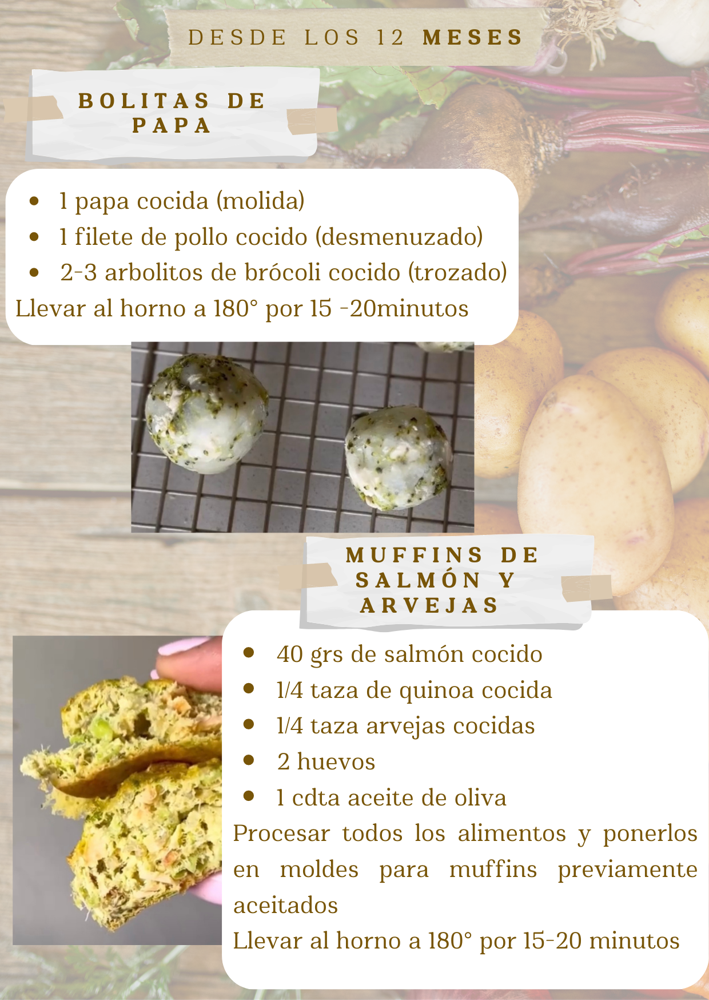 DESDE LOS 12 MESES
BOLITAS DE
PAPA
• 1 papa cocida (molida)
• 1 filete de pollo cocido (desmenuzado)
• 2-3 arbolitos de brócoli cocido (trozado)
Llevar al horno a 180° por 15 -20minutos
MUFFINS DE
SALMÓN Y
ARVEJAS
• 40 grs de salmón cocido
• 1/4 taza de quinoa cocida
• 1/4 taza arvejas cocidas
• 2 huevos
• 1 cdta aceite de oliva
Procesar todos los alimentos y ponerlos
en moldes para muffins previamente
aceitados
Llevar al horno a 180° por 15-20 minutos